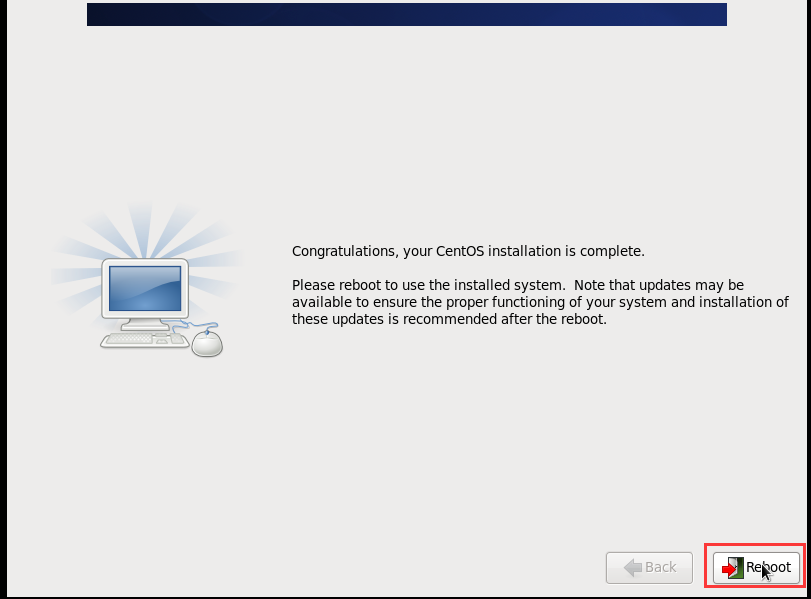 Congratulations, your CentOS installation is complete.
Please reboot to use the installed system.  Note that updates may be
available to ensure the proper functioning of your system and installation of
these updates is recommended after the reboot.
Back
Reboot